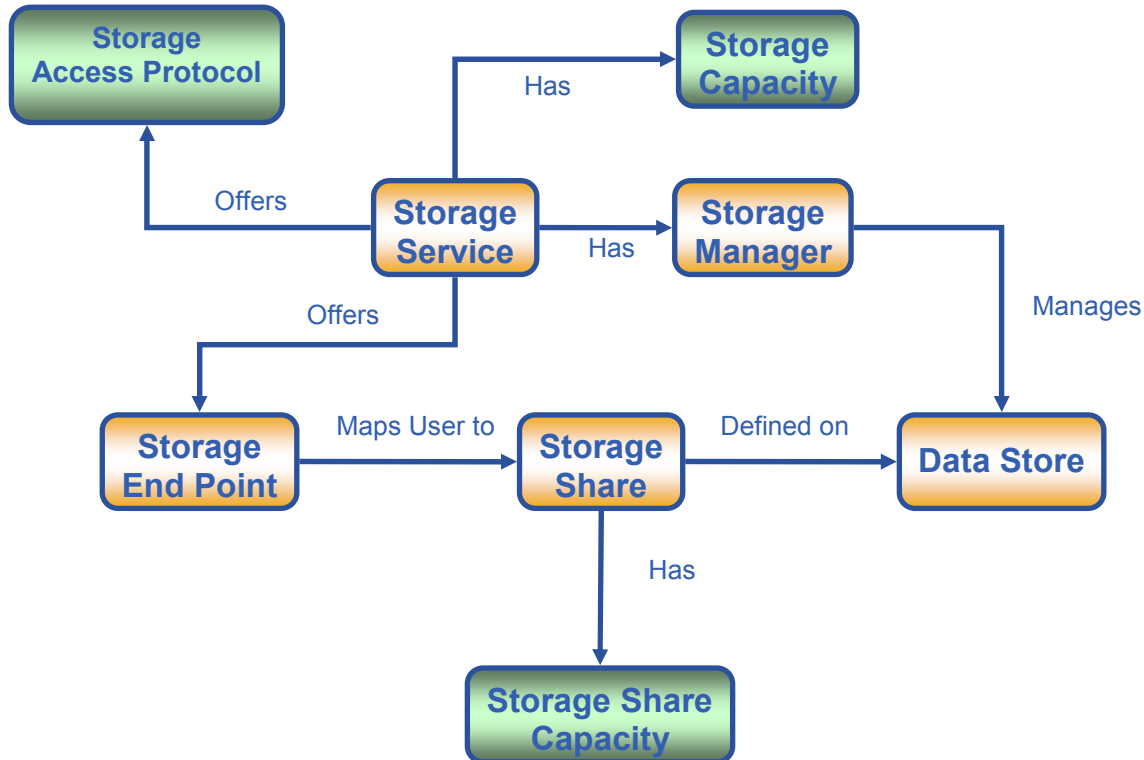 Storage
Access Protocol
Storage
Capacity
Has
Offers
Storage
Service
Has
Storage
Manager
Offers
Manages
Storage
End Point
Maps User to
Storage
Share
Defined on
Data Store
Has
Storage Share
Capacity